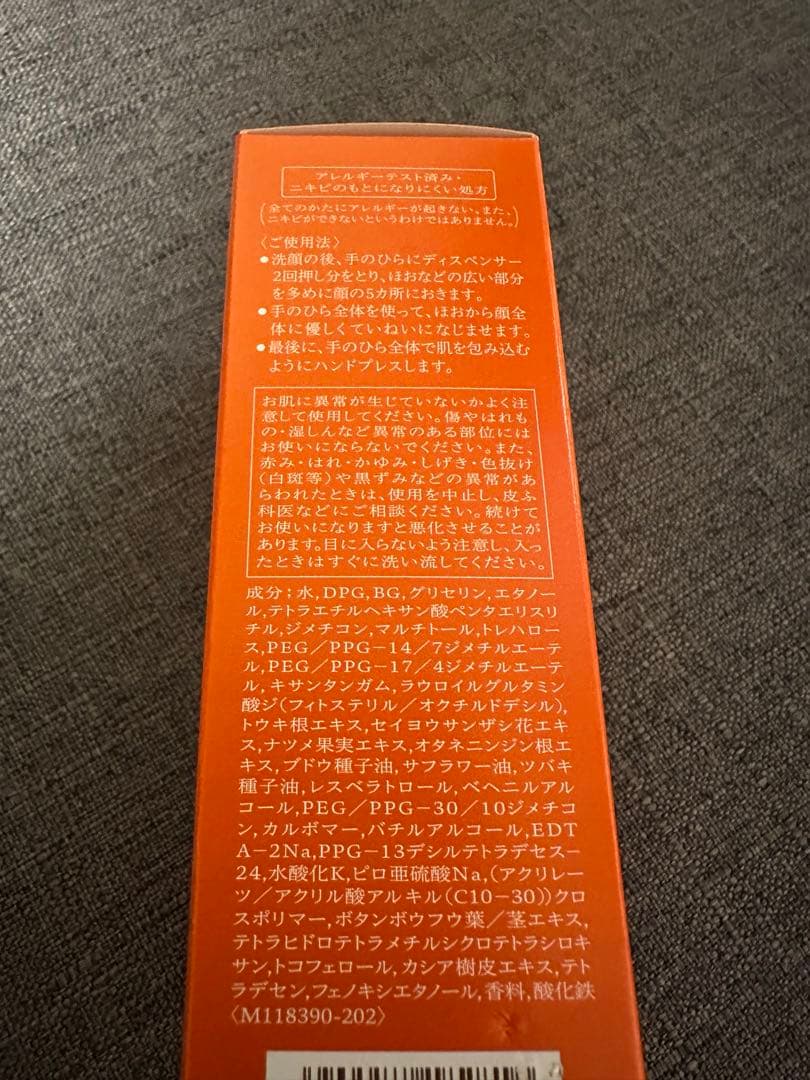 アレルギーテスト済み・
ニキビのもとになりにくい処方
(全てのかたにアレルギーが起きない、また、
ニキビができないというわけではありません。)
〈ご使用法〉
●洗顔の後、手のひらにディスペンサー
2回押し分をとり、ほおなどの広い部分
を多めに顔の5カ所におきます。
●手のひら全体を使って、ほおから顔全
体に優しくていねいになじませます。
●最後に、手のひら全体で肌を包み込む
ようにハンドプレスします。
お肌に異常が生じていないかよく注
意して使用してください。傷やはれも
の・湿しんなど異常のある部位には
お使いにならないでください。また、
赤み・はれ・かゆみ・しげき・色抜け
(白斑等)や黒ずみなどの異常があ
らわれたときは、使用を中止し、皮ふ
科医などにご相談ください。続けて
お使いになりますと悪化させることが
あります。目に入らないよう注意し、入っ
たときはすぐに洗い流してください。
成分;水,DPG,BG,グリセリン,エタノー
ル,テトラエチルヘキサン酸ペンタエリスリ
チル,ジメチコン,マルチトール,トレハロー
ス,PEG/PPG−14/7ジメチルエーテ
ル,PEG/PPG−17/4ジメチルエーテ
ル,キサンタンガム,ラウロイルグルタミン
酸ジ(フィトステリル/オクチルドデシル),
トウキ根エキス,セイヨウサンザシ花エキ
ス,ナツメ果実エキス,オタネニンジン根エ
キス,ブドウ種子油,サフラワー油,ツバキ
種子油,レスベラトロール,ベヘニルアル
コール,PEG/PPG−30/10ジメチコ
ン,カルボマー,バチルアルコール,EDT
A−2Na,PPG−13デシルテトラデセス−
24,水酸化K,ピロ亜硫酸Na,(アクリレー
ツ/アクリル酸アルキル(C10−30))クロ
スポリマー,ボタンボウフウ葉/茎エキス,
テトラヒドロテトラメチルシクロテトラシロキ
サン,トコフェロール,カシア樹皮エキス,テト
ラデセン,フェノキシエタノール,香料,酸化鉄
〈M118390-202〉